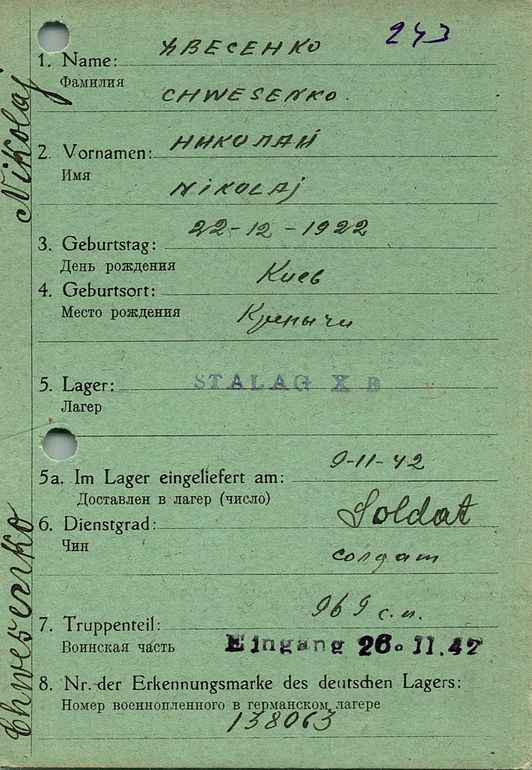 243
ХВЕСЕНКО
1. Name:
Фамилия
CHWESENKO.
НИКОЛАЙ
2. Vornamen:
Имя
NIKOLAJ
22-12-1922
3. Geburtstag:
День рождения
Киев
4. Geburtsort:
Место рождения
5. Lager: STALAG X B
Лагер
9-11-42
5a. Im Lager eingeliefert am:
Доставлен в лагер (число)
6. Dienstgrad: Soldat
Чин
солдат
969 с.п.
7. Truppenteil:
Воинская часть
Eingang 26. 11. 42
8. Nr. der Erkennungsmarke des deutschen Lagers:
Номер военнопленного в германском лагере
138063
Chwesenko Nikolaj